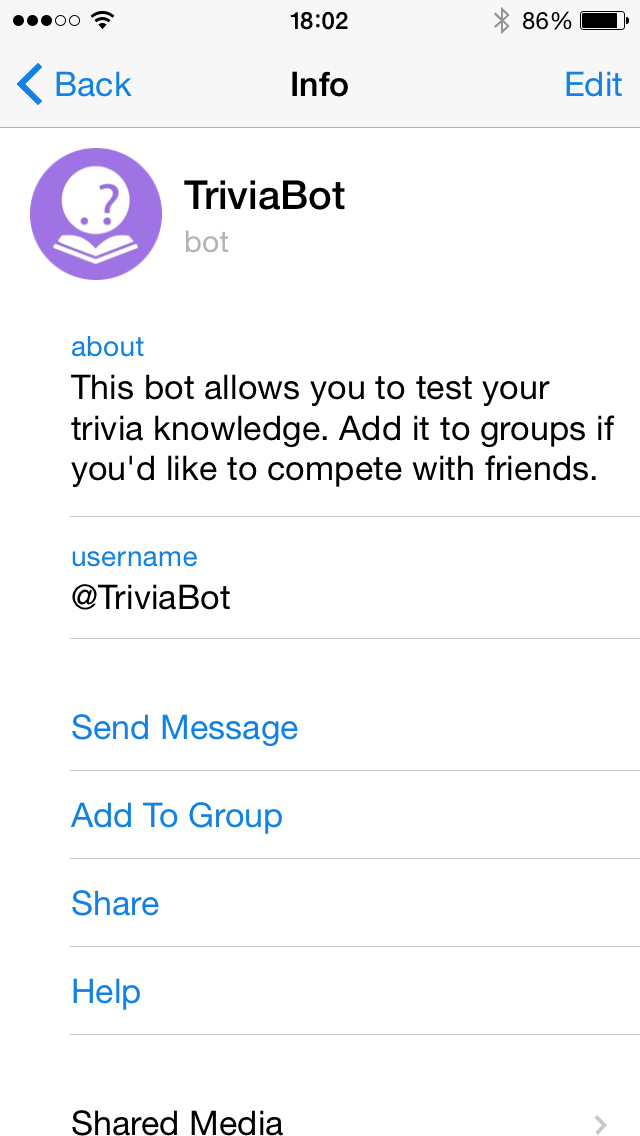 18:02 86%
Back Info Edit
TriviaBot
bot
about
This bot allows you to test your
trivia knowledge. Add it to groups if
you'd like to compete with friends.
username
@TriviaBot
Send Message
Add To Group
Share
Help
Shared Media